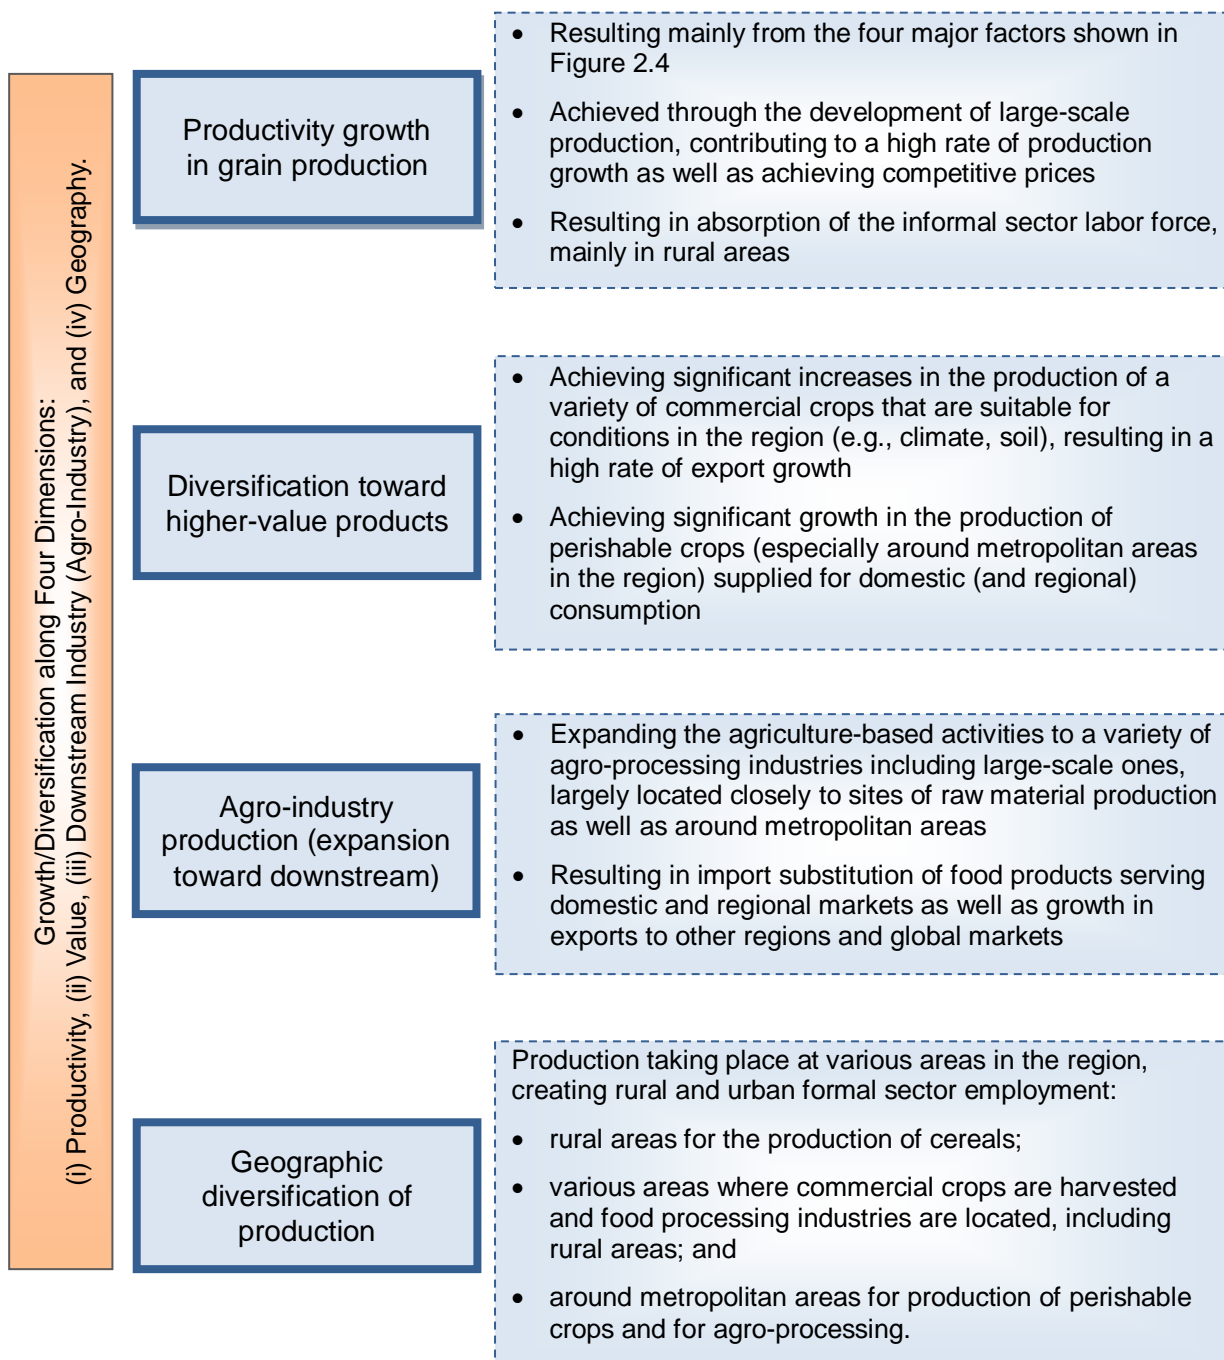 Growth/Diversification along Four Dimensions:
(i) Productivity, (ii) Value, (iii) Downstream Industry (Agro-Industry), and (iv) Geography.
Productivity growth
in grain production
• Resulting mainly from the four major factors shown in
Figure 2.4
• Achieved through the development of large-scale
production, contributing to a high rate of production
growth as well as achieving competitive prices
• Resulting in absorption of the informal sector labor force,
mainly in rural areas
Diversification toward
higher-value products
• Achieving significant increases in the production of a
variety of commercial crops that are suitable for
conditions in the region (e.g., climate, soil), resulting in a
high rate of export growth
• Achieving significant growth in the production of
perishable crops (especially around metropolitan areas
in the region) supplied for domestic (and regional)
consumption
Agro-industry
production (expansion
toward downstream)
• Expanding the agriculture-based activities to a variety of
agro-processing industries including large-scale ones,
largely located closely to sites of raw material production
as well as around metropolitan areas
• Resulting in import substitution of food products serving
domestic and regional markets as well as growth in
exports to other regions and global markets
Geographic
diversification of
production
Production taking place at various areas in the region,
creating rural and urban formal sector employment:
• rural areas for the production of cereals;
• various areas where commercial crops are harvested
and food processing industries are located, including
rural areas; and
• around metropolitan areas for production of perishable
crops and for agro-processing.